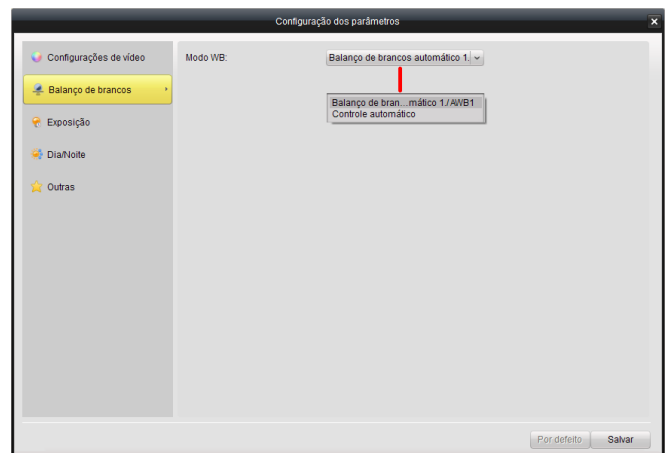 Configuração dos parâmetros
Configurações de vídeo
Modo WB:
Balanço de brancos automático 1.
Balanço de brancos
Balanço de bran...mático 1./AWB1
Controle automático
Exposição
Dia/Noite
Outras
Por defeito
Salvar